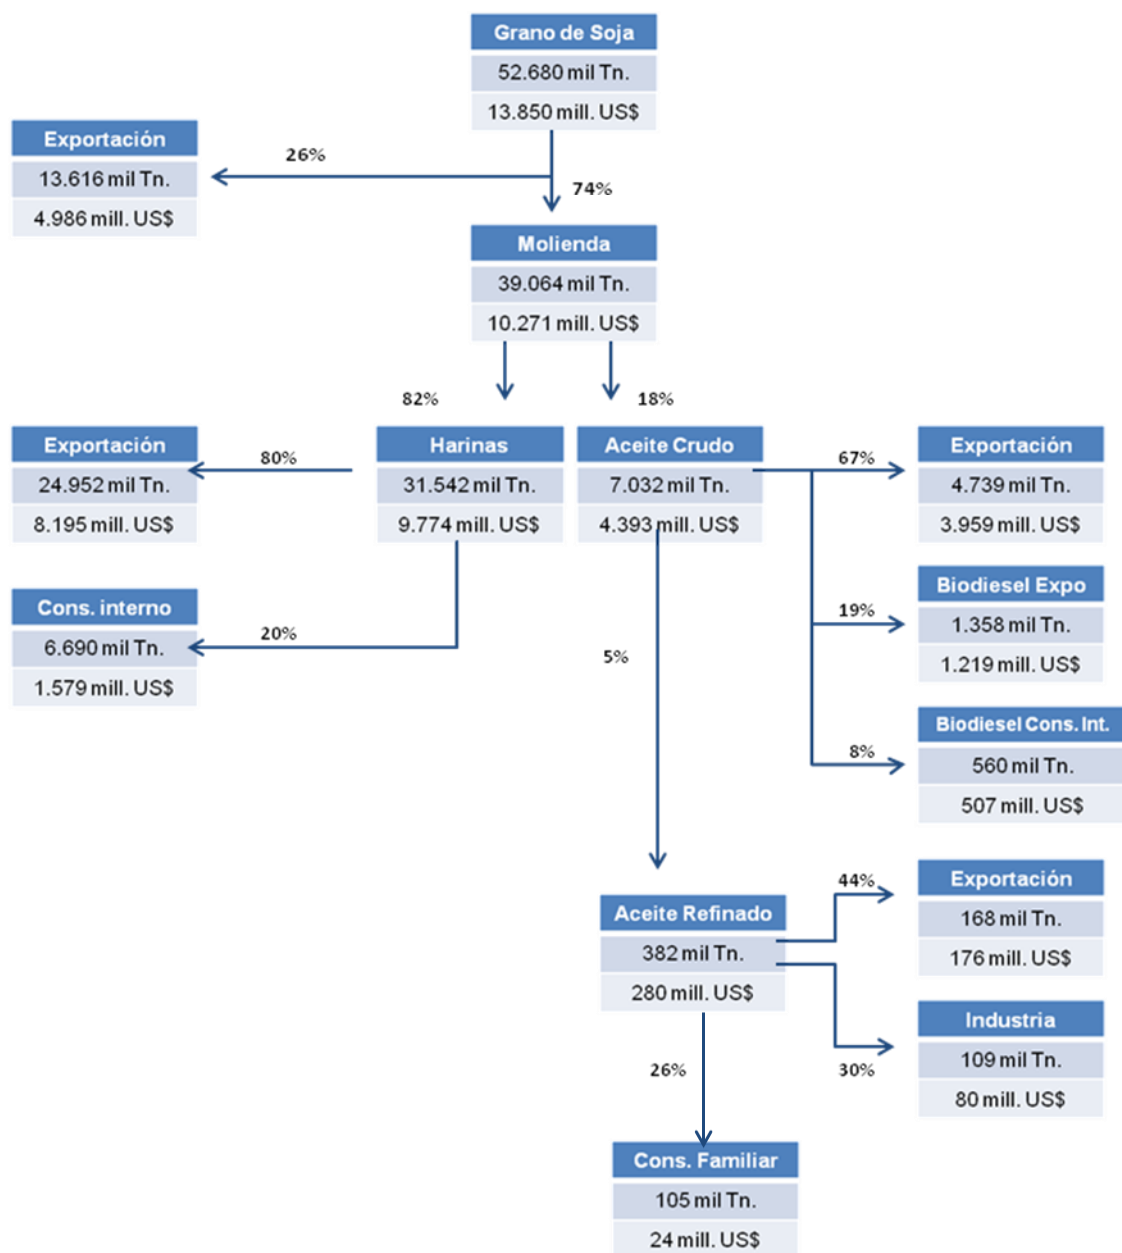 Grano de Soja
52.680 mil Tn.
13.850 mill. US$
Exportación
13.616 mil Tn.
4.986 mill. US$
26%
74%
Molienda
39.064 mil Tn.
10.271 mill. US$
82%
18%
Exportación
24.952 mil Tn.
8.195 mill. US$
80%
Harinas
31.542 mil Tn.
9.774 mill. US$
Aceite Crudo
7.032 mil Tn.
4.393 mill. US$
67%
Exportación
4.739 mil Tn.
3.959 mill. US$
Cons. interno
6.690 mil Tn.
1.579 mill. US$
20%
5%
19%
Biodiesel Expo
1.358 mil Tn.
1.219 mill. US$
8%
Biodiesel Cons. Int.
560 mil Tn.
507 mill. US$
Aceite Refinado
382 mil Tn.
280 mill. US$
44%
Exportación
168 mil Tn.
176 mill. US$
30%
Industria
109 mil Tn.
80 mill. US$
26%
Cons. Familiar
105 mil Tn.
24 mill. US$